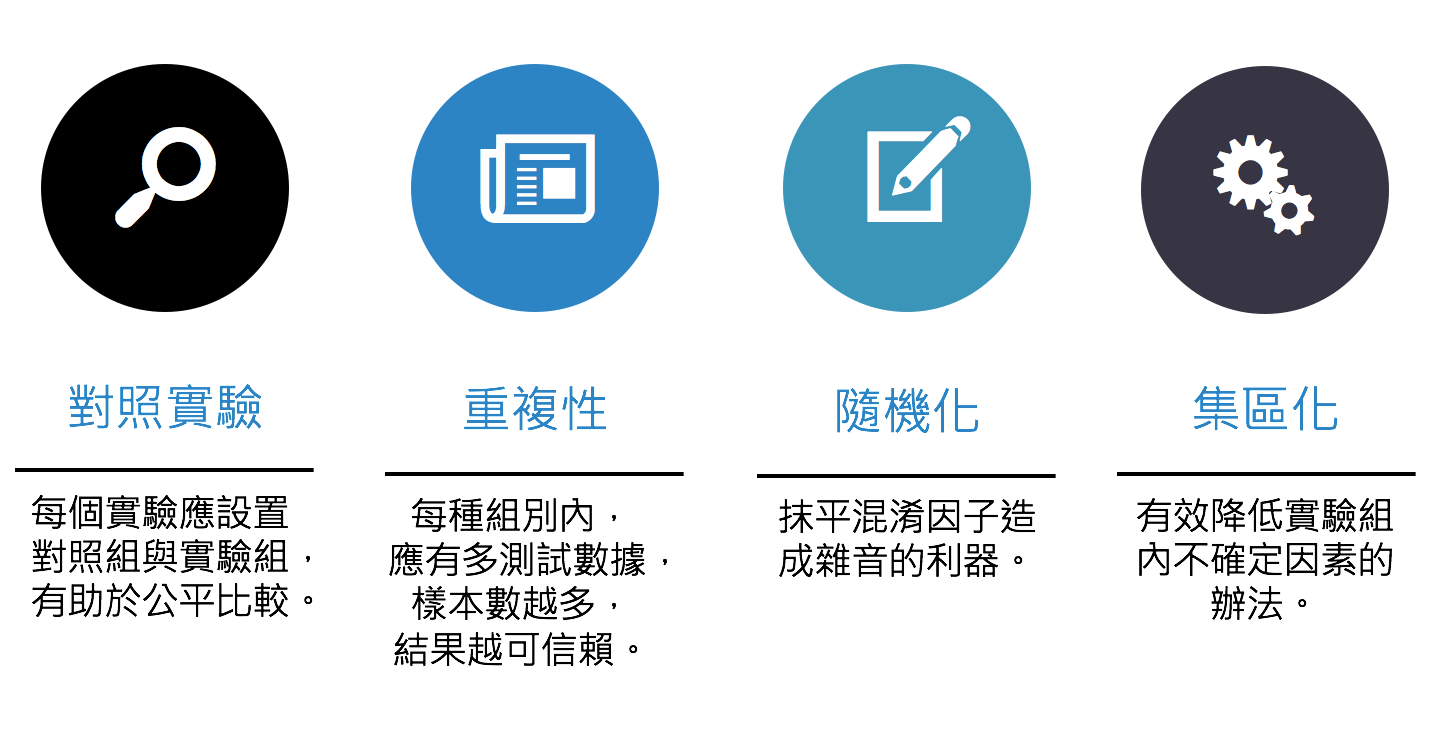 對照實驗
每個實驗應設置
對照組與實驗組，
有助於公平比較。
重複性
每種組別內，
應有多測試數據，
樣本數越多，
結果越可信賴。
隨機化
抹平混淆因子造
成雜音的利器。
集區化
有效降低實驗組
內不確定因素的
辦法。